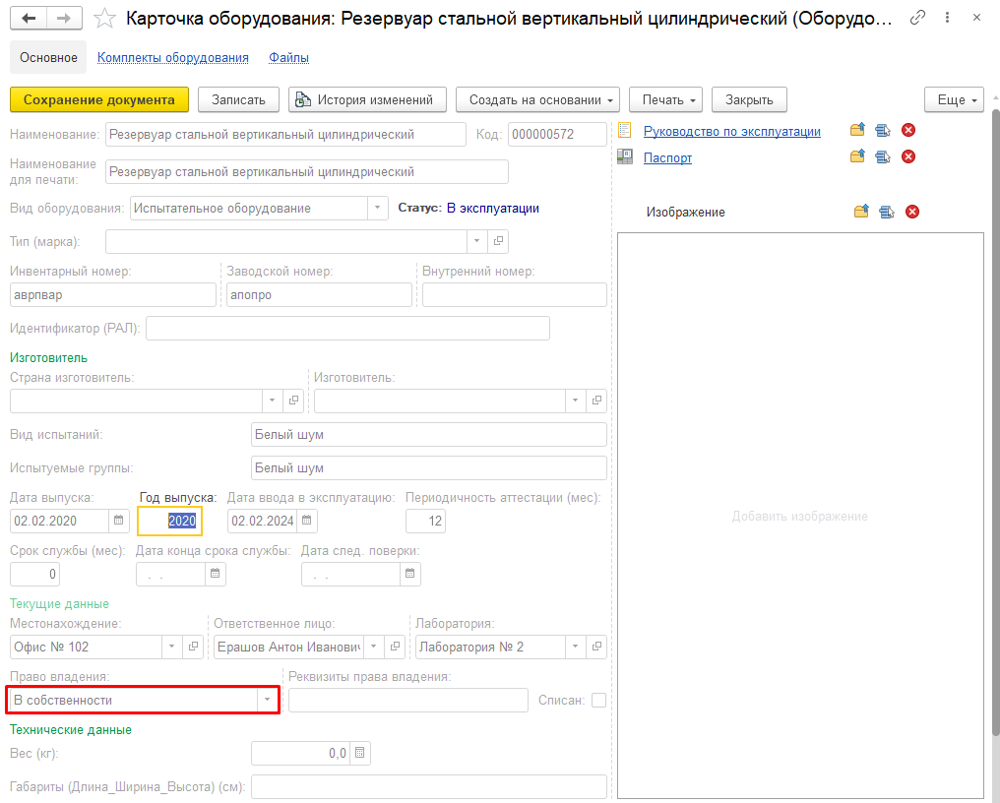 Карточка оборудования: Резервуар стальной вертикальный цилиндрический (Оборудо...
Основное Комплекты оборудования Файлы
Сохранение документа Записать История изменений Создать на основании Печать Закрыть Еще
Наименование: Резервуар стальной вертикальный цилиндрический Код: 000000572
Руководство по эксплуатации
Паспорт
Наименование для печати: Резервуар стальной вертикальный цилиндрический
Вид оборудования: Испытательное оборудование Статус: В эксплуатации
Изображение
Тип (марка):
Инвентарный номер: Заводской номер: Внутренний номер:
аврпвар апопро
Идентификатор (РАЛ):
Изготовитель
Страна изготовитель: Изготовитель:
Вид испытаний: Белый шум
Испытуемые группы: Белый шум
Дата выпуска: Год выпуска: Дата ввода в эксплуатацию: Периодичность аттестации (мес):
02.02.2020 2020 02.02.2024 12
Добавить изображение
Срок службы (мес): Дата конца срока службы: Дата след. поверки:
0 . . . .
Текущие данные
Местонахождение: Ответственное лицо: Лаборатория:
Офис № 102 Ерашов Антон Иванович Лаборатория № 2
Право владения: Реквизиты права владения:
В собственности Списан:
Технические данные
Вес (кг): 0,0
Габариты (Длина_Ширина_Высота) (см):